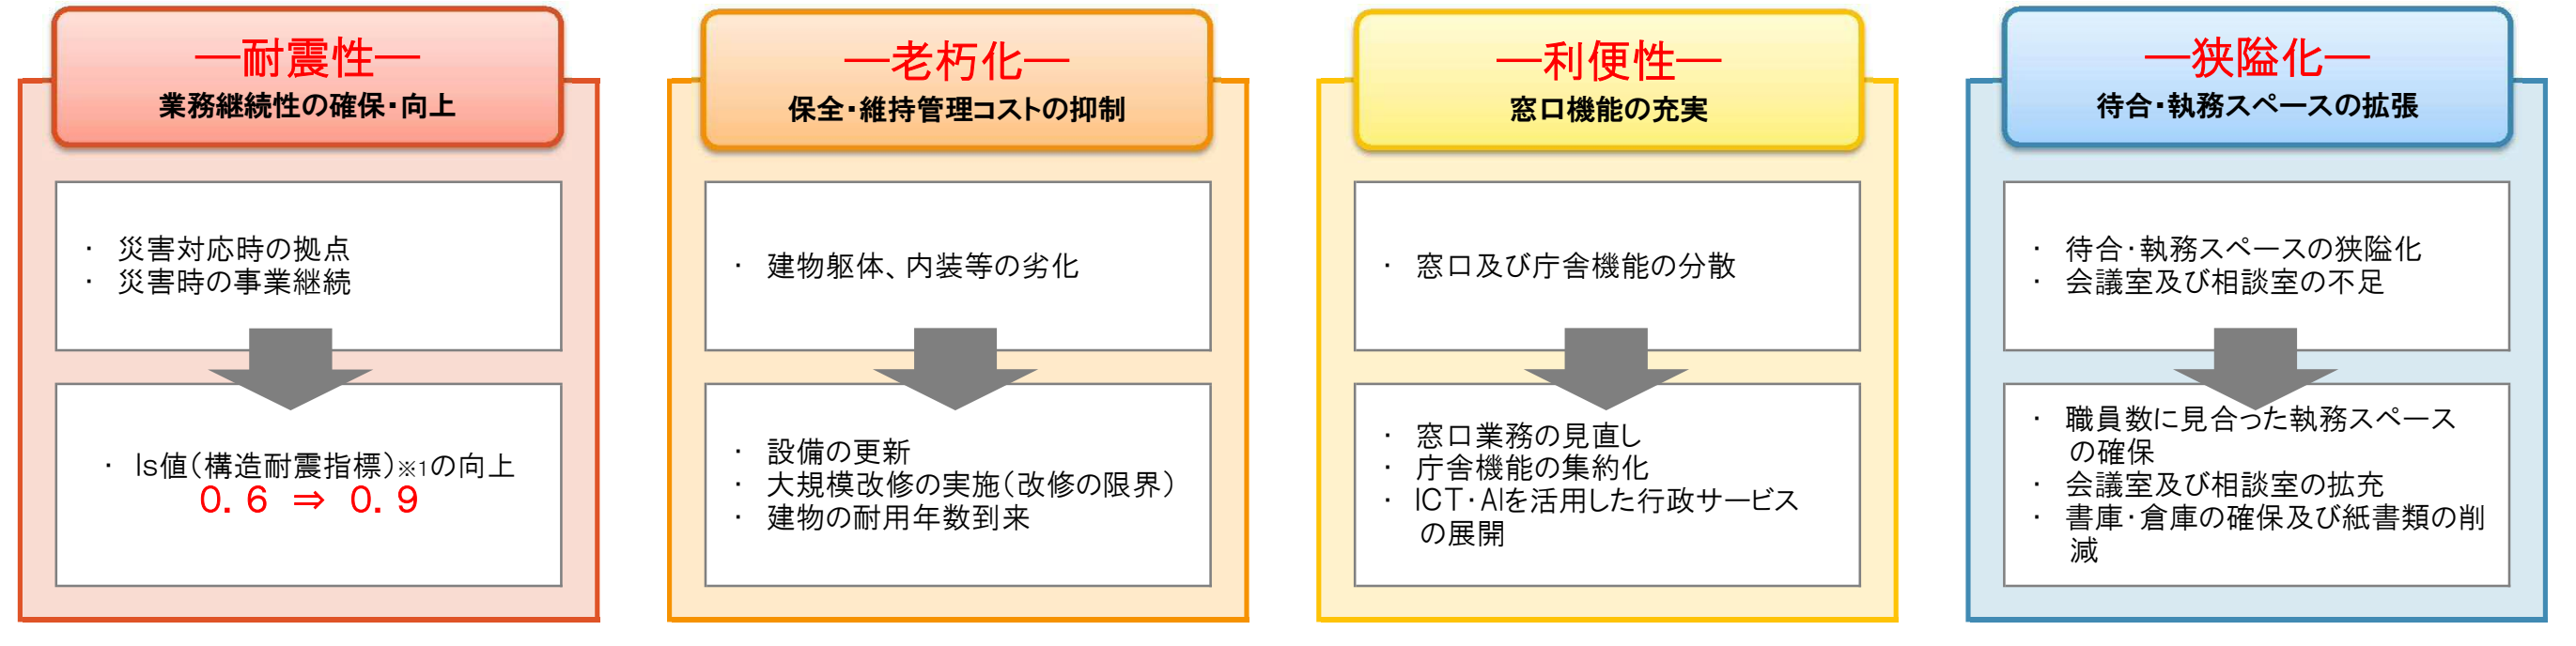 ―耐震性―
業務継続性の確保・向上
・ 災害対応時の拠点
・ 災害時の事業継続
・ Is値（構造耐震指標）※1の向上
０．６ ⇒ ０．９
―老朽化―
保全・維持管理コストの抑制
・ 建物躯体、内装等の劣化
・ 設備の更新
・ 大規模改修の実施（改修の限界）
・ 建物の耐用年数到来
―利便性―
窓口機能の充実
・ 窓口及び庁舎機能の分散
・ 窓口業務の見直し
・ 庁舎機能の集約化
・ ICT・AIを活用した行政サービス
の展開
―狭隘化―
待合・執務スペースの拡張
・ 待合・執務スペースの狭隘化
・ 会議室及び相談室の不足
・ 職員数に見合った執務スペース
の確保
・ 会議室及び相談室の拡充
・ 書庫・倉庫の確保及び紙書類の削
減